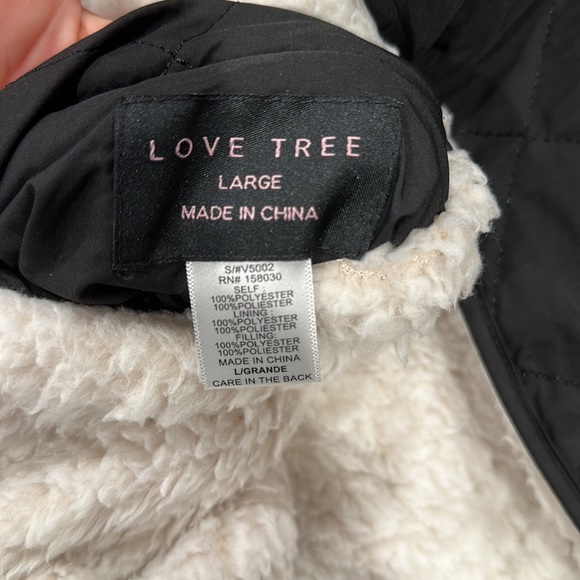 LOVE TREE
LARGE
MADE IN CHINA
S/#V5002
RN# 158030
SELF :
100%POLYESTER
100%POLIESTER
LINING :
100%POLYESTER
100%POLIESTER
FILLING:
100%POLYESTER
100%POLIESTER
MADE IN CHINA
L/GRANDE
CARE IN THE BACK